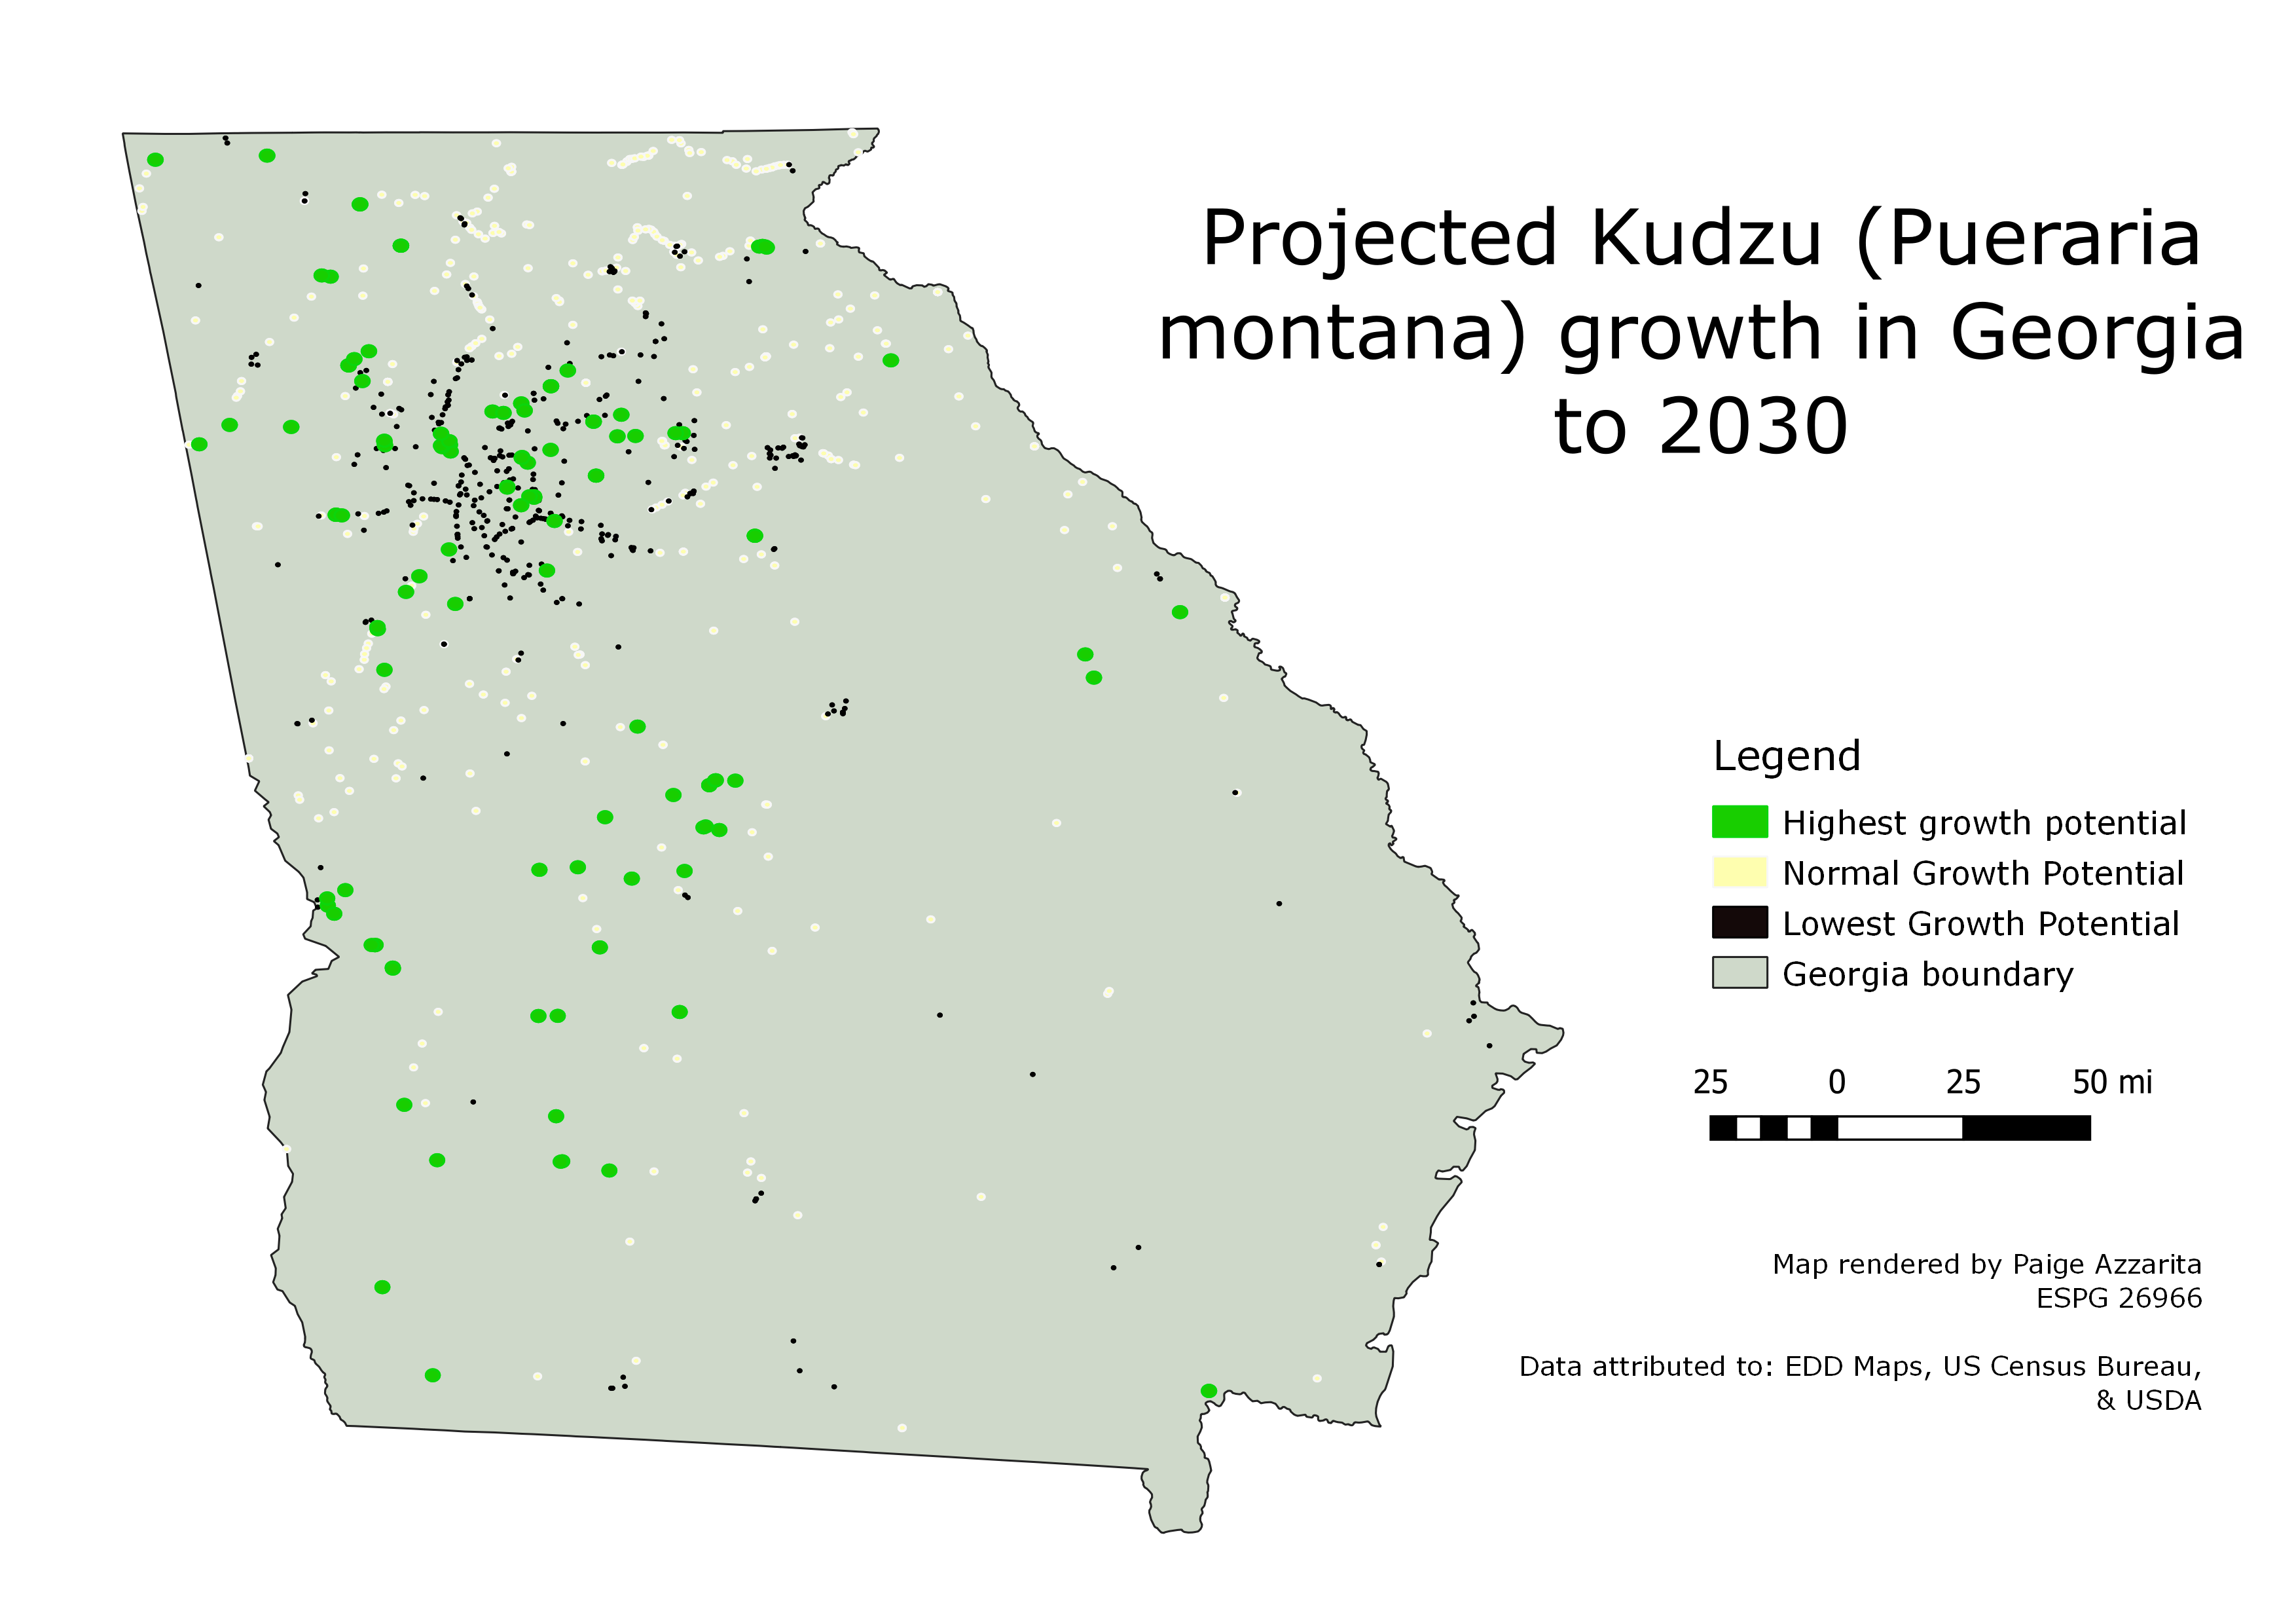 Projected Kudzu (Pueraria
montana) growth in Georgia
to 2030
Legend
Highest growth potential
Normal Growth Potential
Lowest Growth Potential
Georgia boundary
25 0 25 50 mi
Map rendered by Paige Azzarita
ESPG 26966
Data attributed to: EDD Maps, US Census Bureau,
& USDA